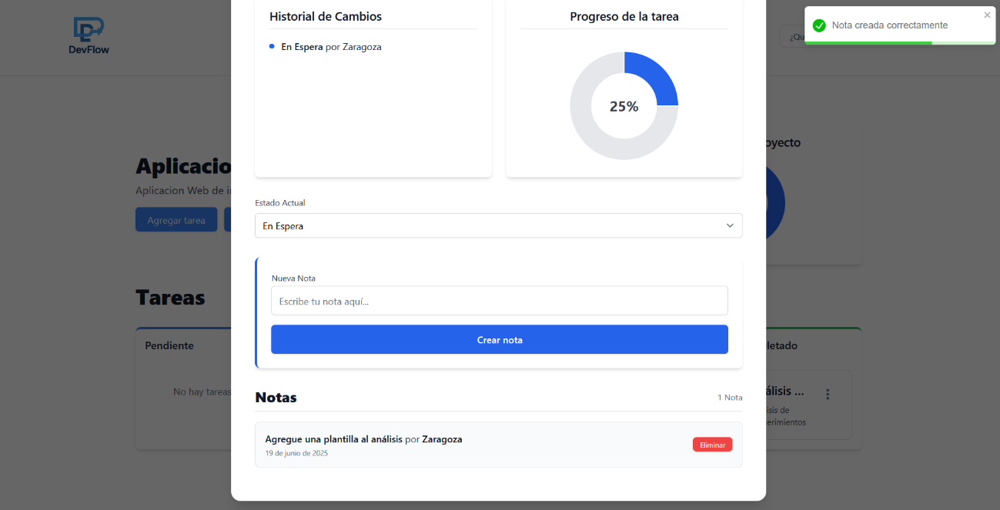 DevFlow
Historial de Cambios
En Espera por Zaragoza
Progreso de la tarea
25%
Nota creada correctamente
¿Qu
Aplicacio
Aplicacion Web de i
Agregar tarea
oyecto
Estado Actual
En Espera
Nueva Nota
Escribe tu nota aquí...
Crear nota
Tareas
Pendiente
No hay tareas
letado
álisis ...
isis de
erimientos
Notas
1 Nota
Agregue una plantilla al análisis por Zaragoza
19 de junio de 2025
Eliminar